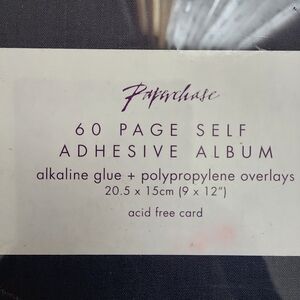 Paperchase
60 PAGE SELF
ADHESIVE ALBUM
alkaline glue + polypropylene overlays
20.5 x 15cm (9 x 12")
acid free card